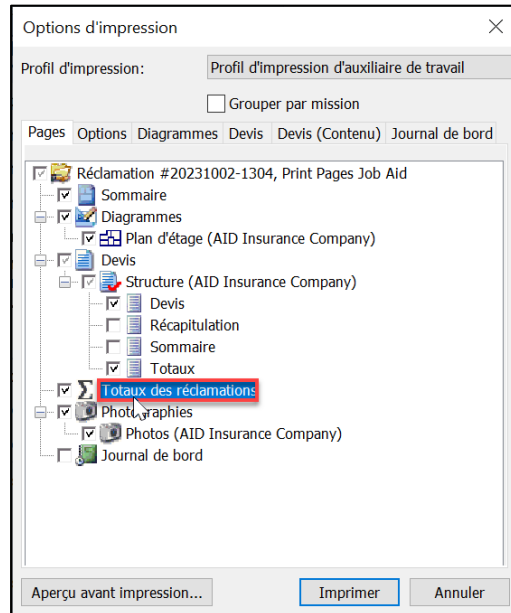 Options d'impression
Profil d'impression: Profil d'impression d'auxiliaire de travail
Grouper par mission
Pages Options Diagrammes Devis Devis (Contenu) Journal de bord
Réclamation #20231002-1304, Print Pages Job Aid
Sommaire
Diagrammes
Plan d'étage (AID Insurance Company)
Devis
Structure (AID Insurance Company)
Devis
Récapitulation
Sommaire
Totaux
Totaux des réclamations
Photographies
Photos (AID Insurance Company)
Journal de bord
Aperçu avant impression... Imprimer Annuler